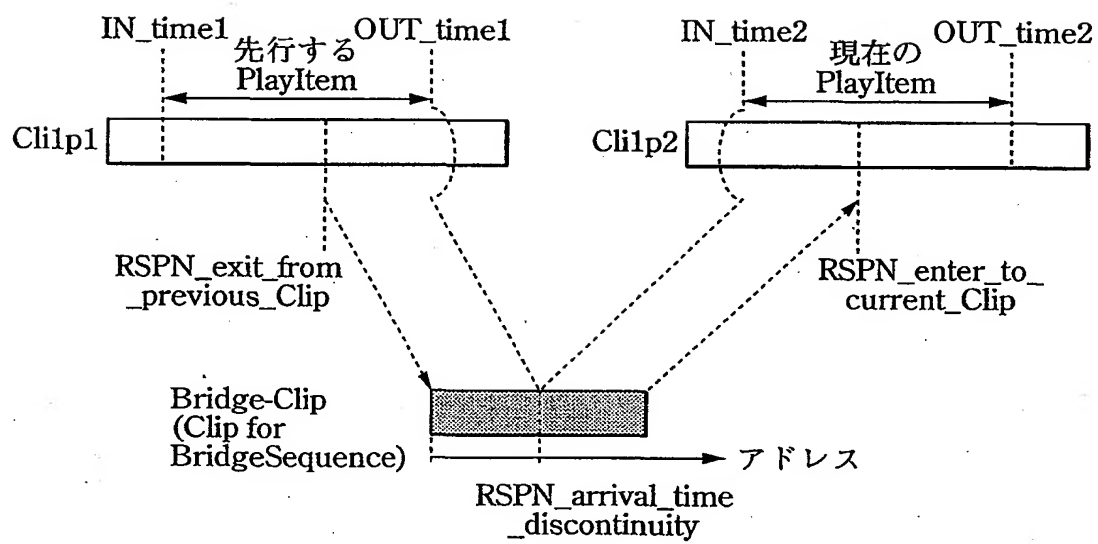 IN_time1
OUT_time1
先行する
PlayItem
IN_time2
OUT_time2
現在の
PlayItem
Cli1p1
Cli1p2
RSPN_exit_from
_previous_Clip
RSPN_enter_to_
current_Clip
Bridge-Clip
(Clip for
BridgeSequence)
アドレス
RSPN_arrival_time
_discontinuity